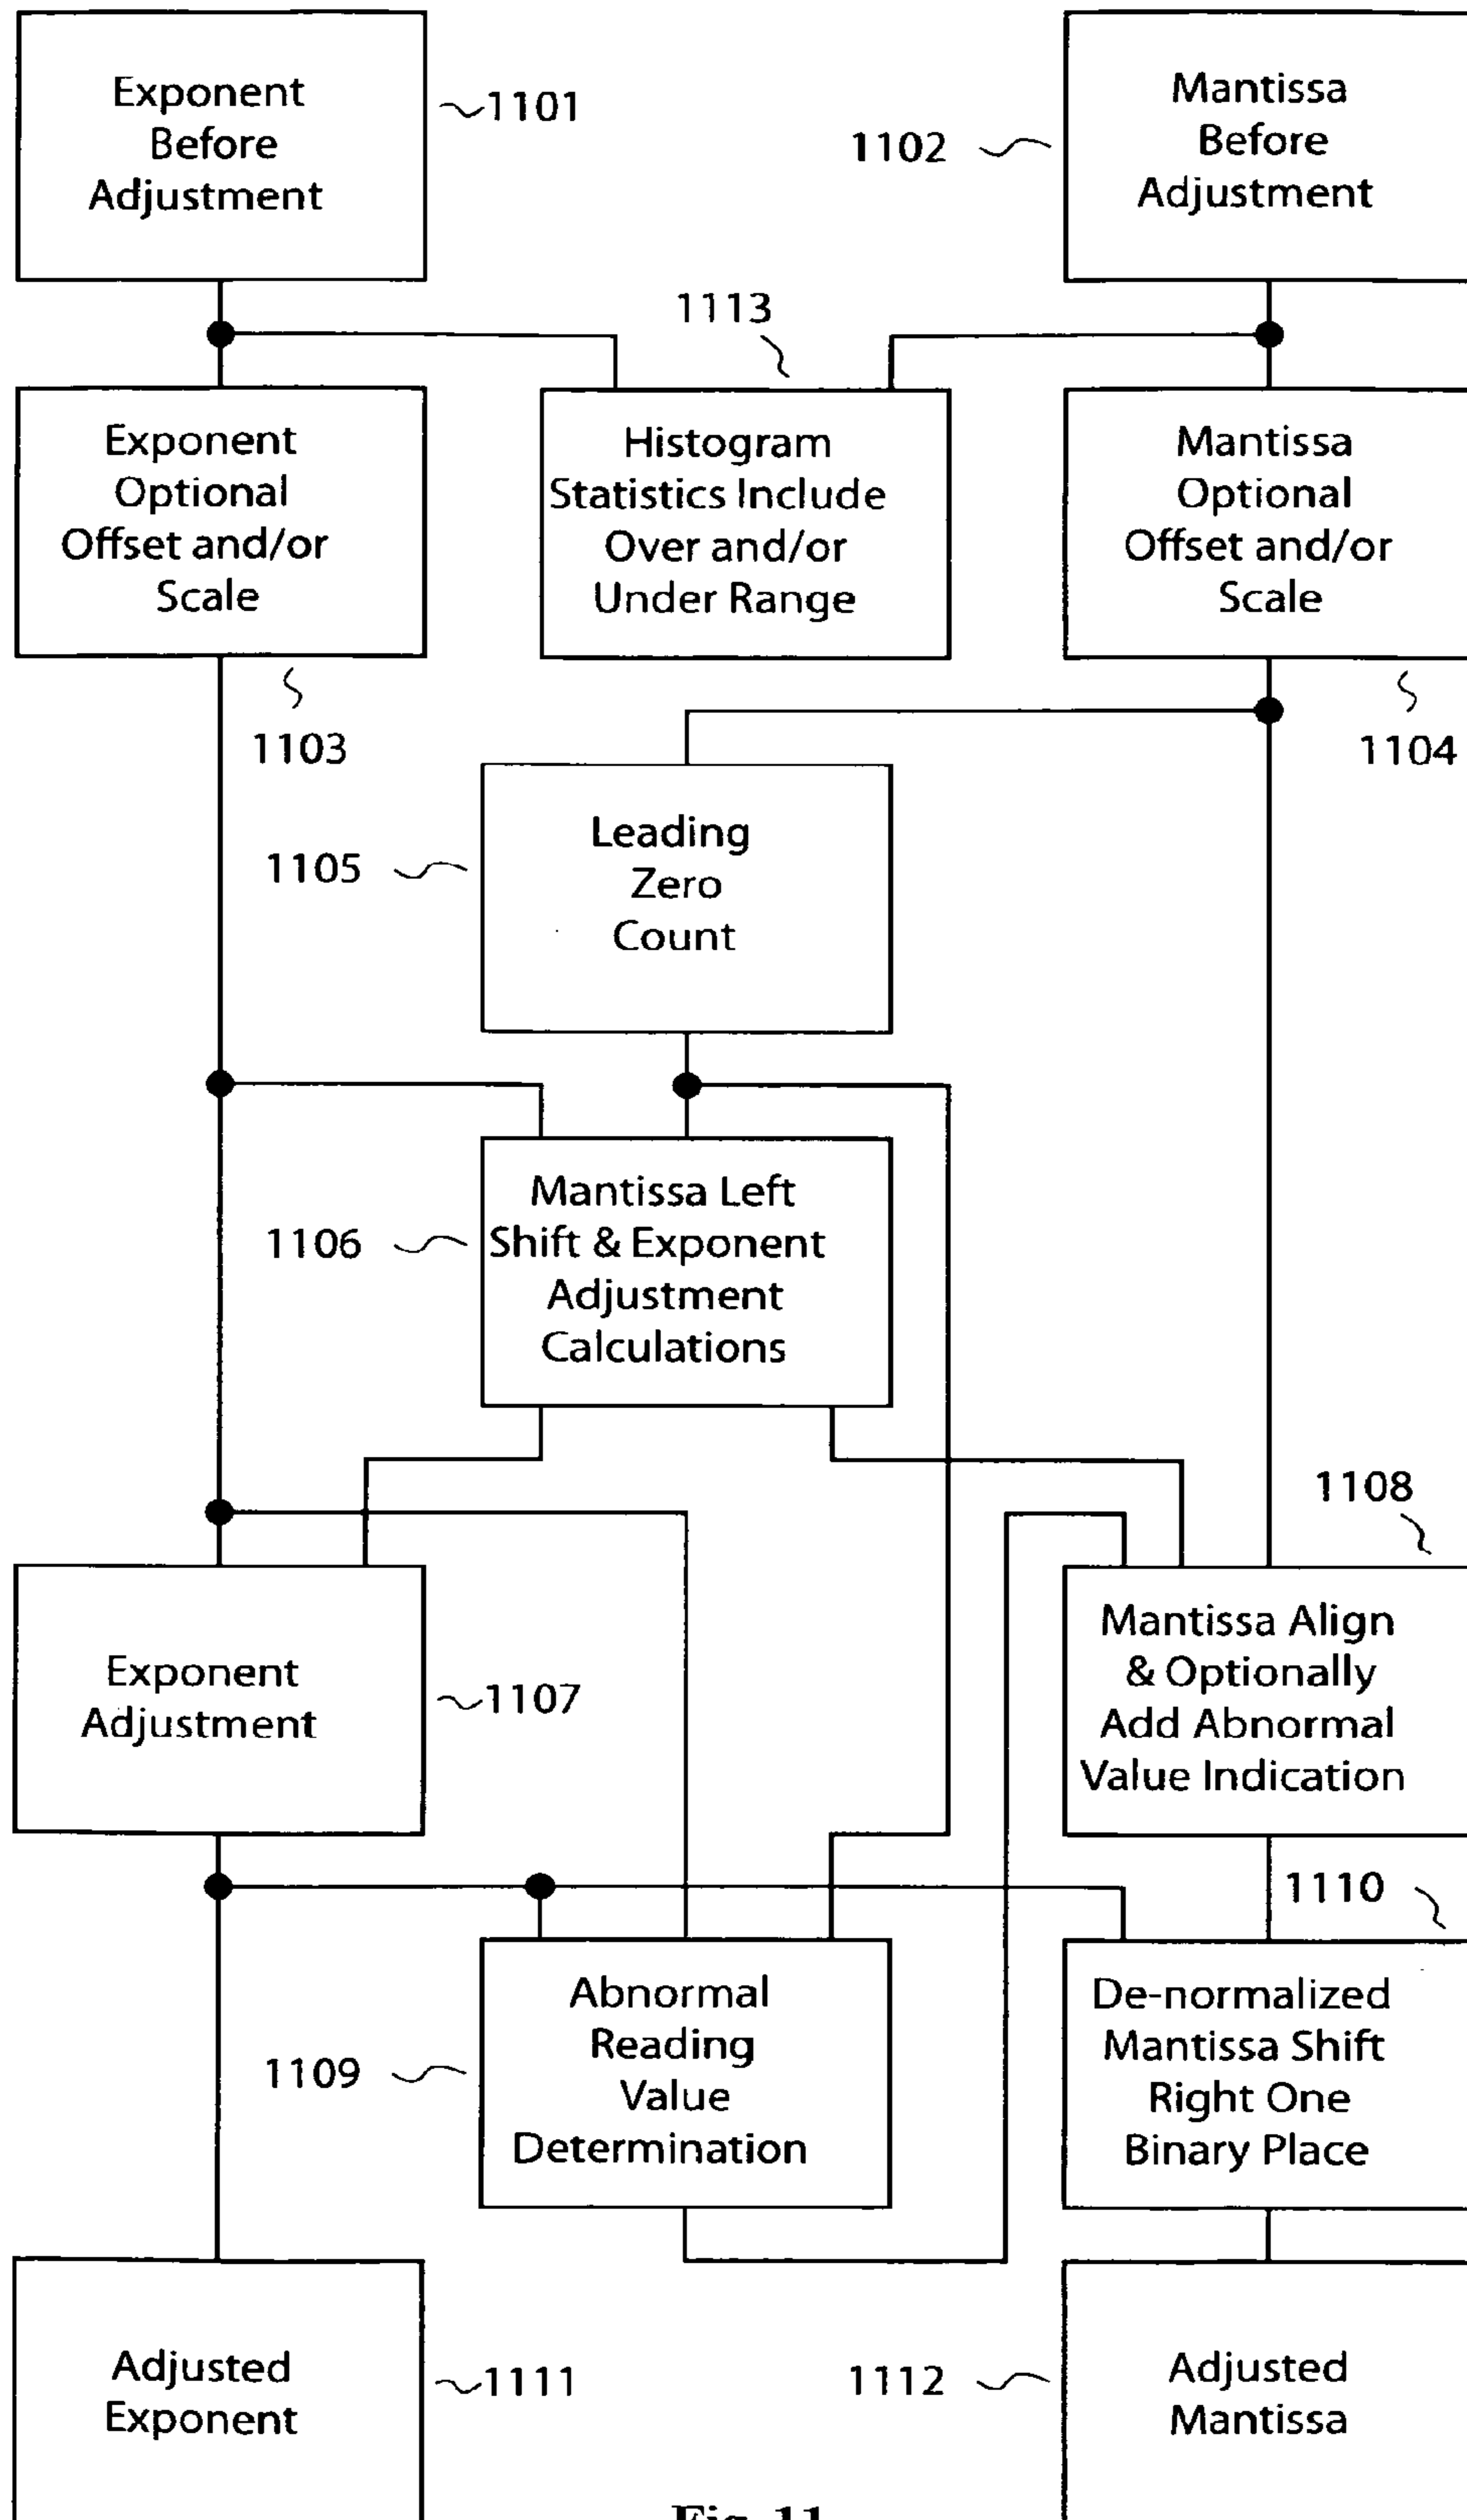 Exponent
Before
Adjustment
1101
1102
Mantissa
Before
Adjustment
1113
Exponent
Optional
Offset and/or
Scale
1103
Histogram
Statistics Include
Over and/or
Under Range
Mantissa
Optional
Offset and/or
Scale
1104
1105
Leading
Zero
Count
1106
Mantissa Left
Shift & Exponent
Adjustment
Calculations
1108
Exponent
Adjustment
1107
Mantissa Align
& Optionally
Add Abnormal
Value Indication
1110
1109
Abnormal
Reading
Value
Determination
De-normalized
Mantissa Shift
Right One
Binary Place
Adjusted
Exponent
1111
1112
Adjusted
Mantissa
Fig. 11